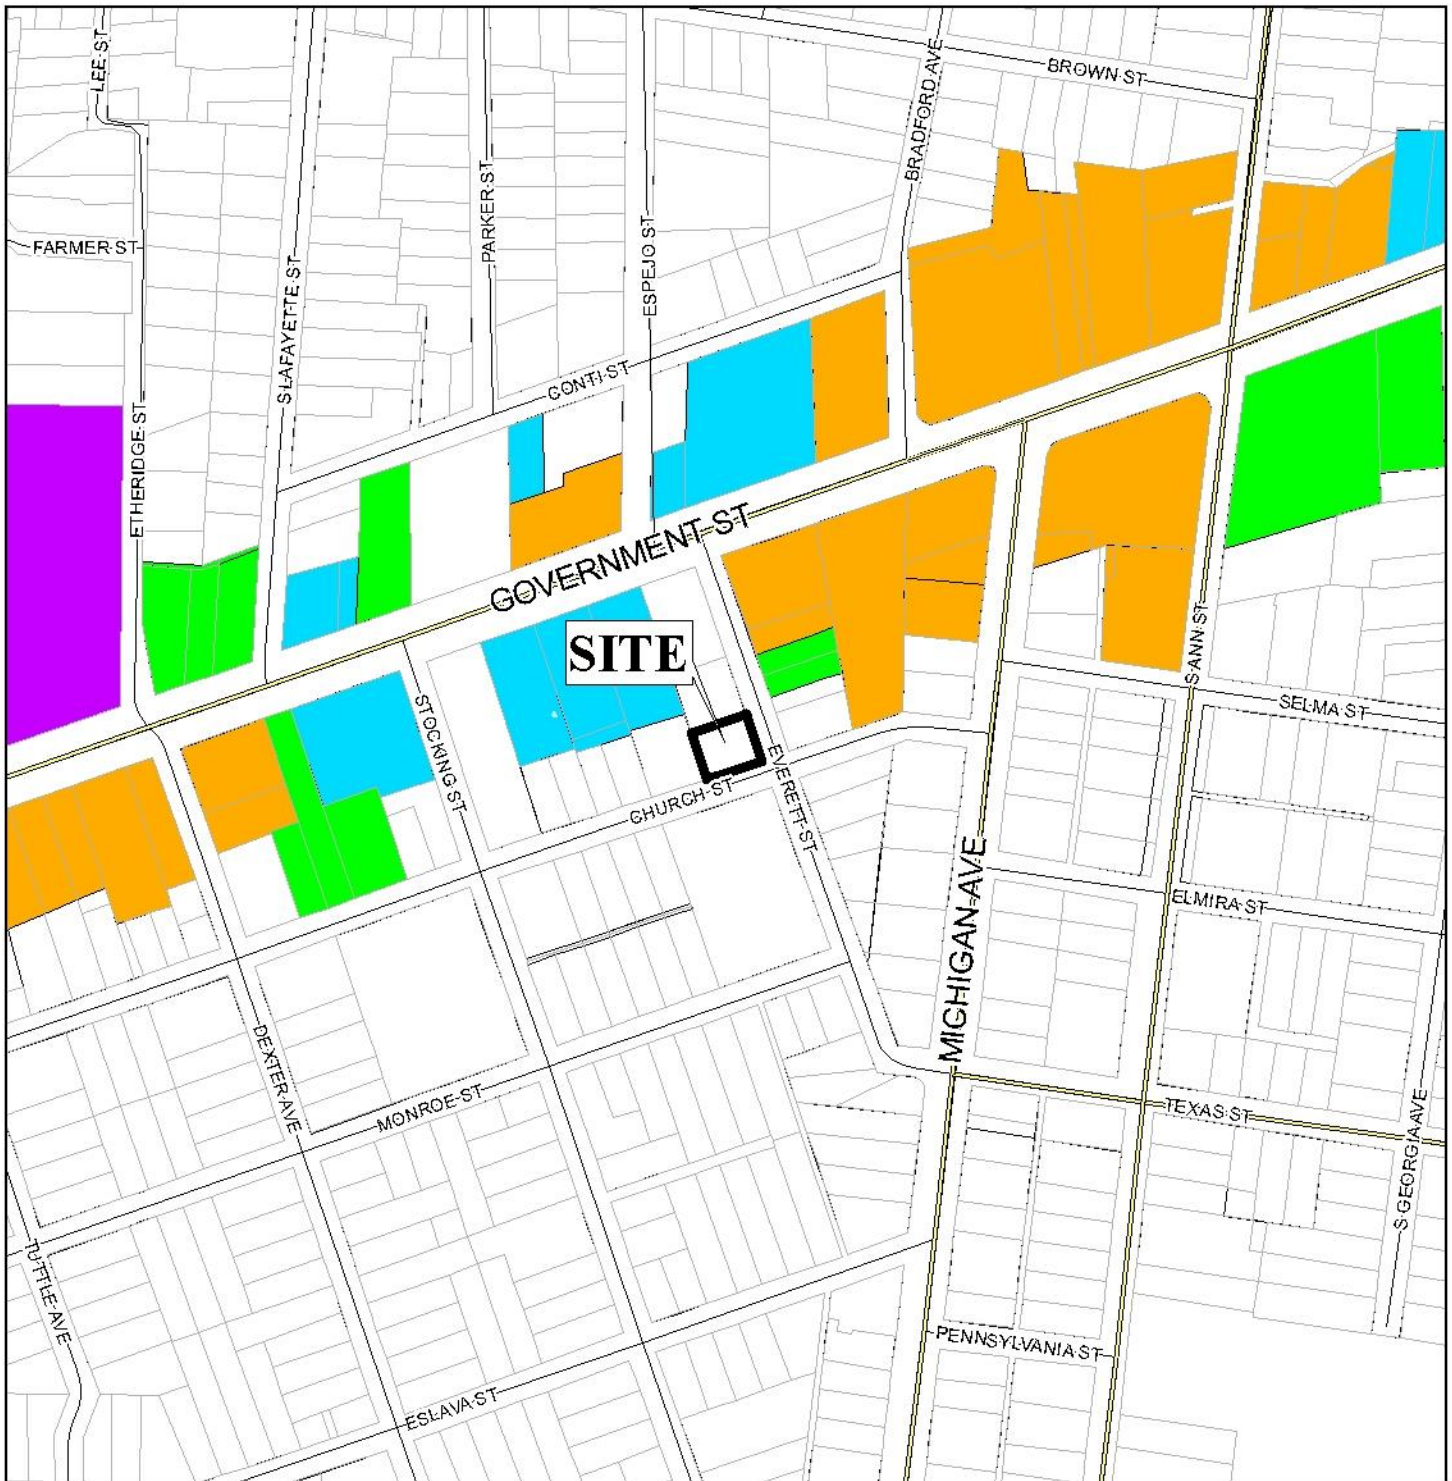 LEE ST
BROWN ST
BRADFORD AVE
PARKER ST
FARMER ST
ESPEJO ST
S LAFAYETTE ST
CONTI ST
ETHERIDGE ST
GOVERNMENT ST
SITE
S ANN ST
SELMA ST
STOCKING ST
EVERETT ST
CHURCH ST
MICHIGAN AVE
ELMIRA ST
DEXTER AVE
MONROE ST
TEXAS ST
S GEORGIA AVE
TUTTLE AVE
PENNSYLVANIA ST
ESLAVA ST